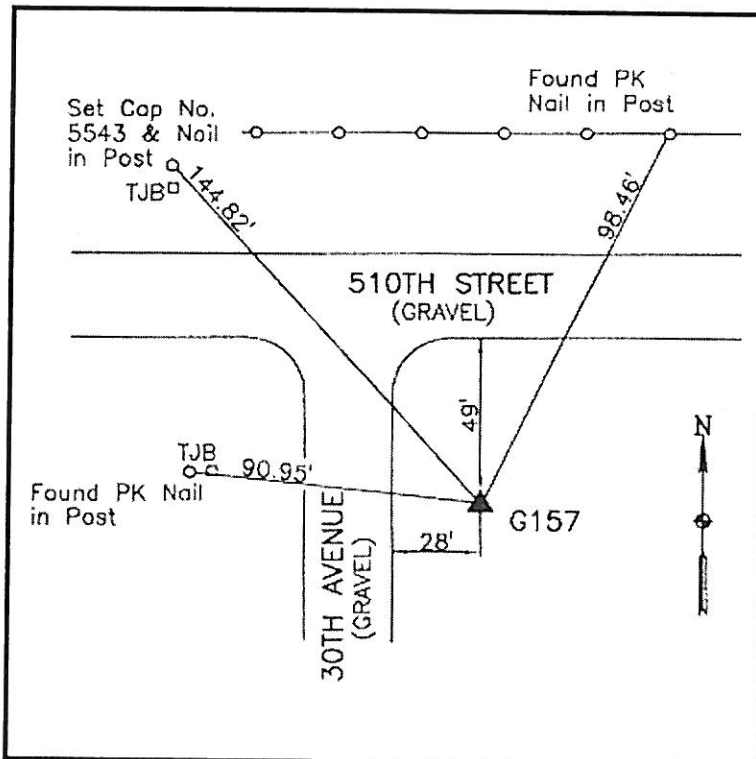 Found PK
Nail in Post
Set Cap No.
5543 & Nail
in Post
TJB
144.82'
98.46'
510TH STREET
(GRAVEL)
49'
N
TJB
90.95'
Found PK Nail
in Post
G157
28'
30TH AVENUE
(GRAVEL)